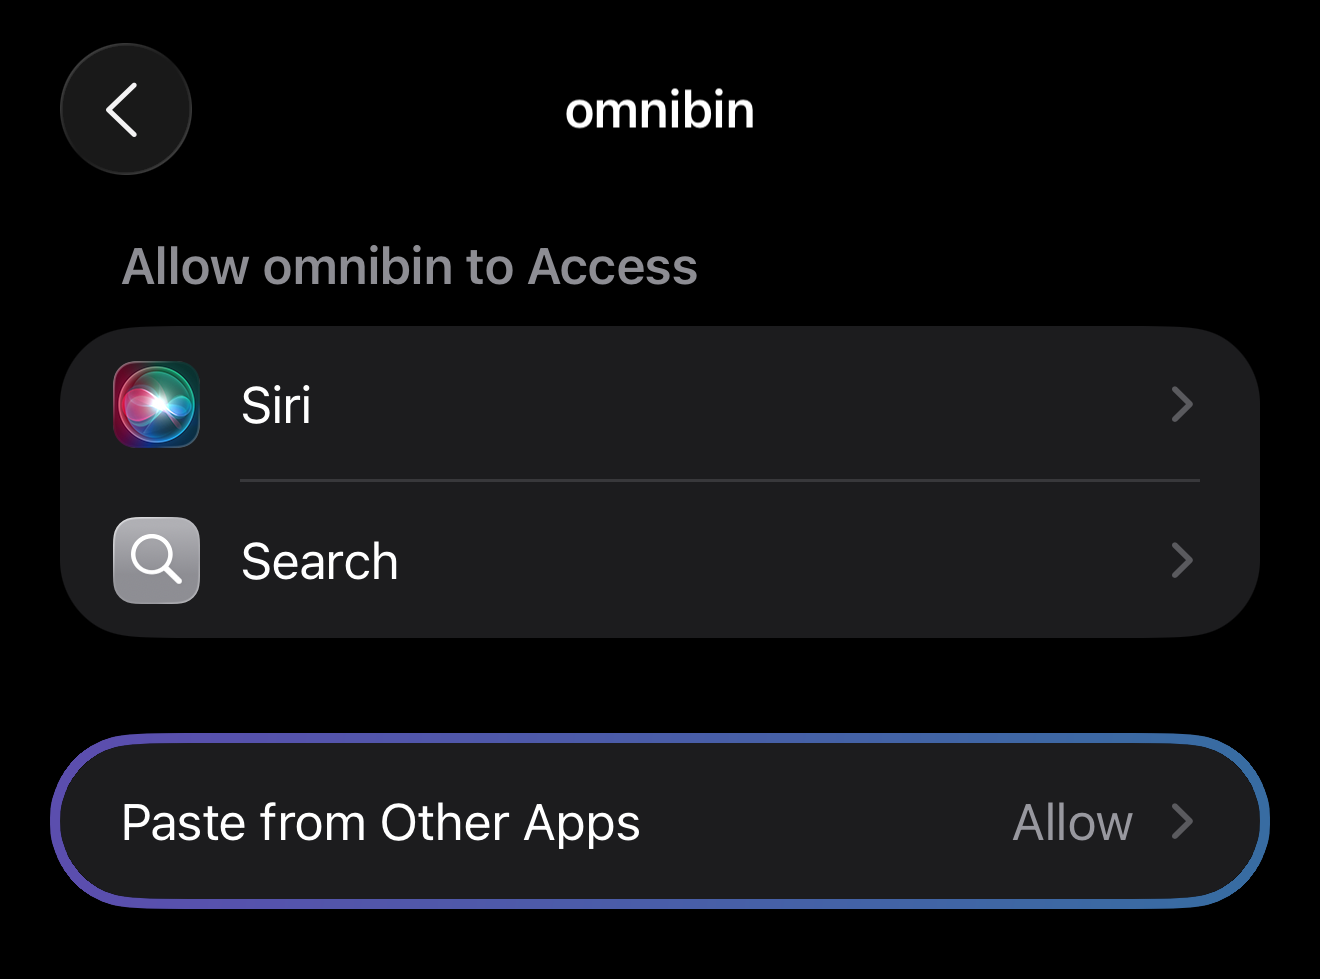 omnibin
Allow omnibin to Access
Siri
Search
Paste from Other Apps Allow